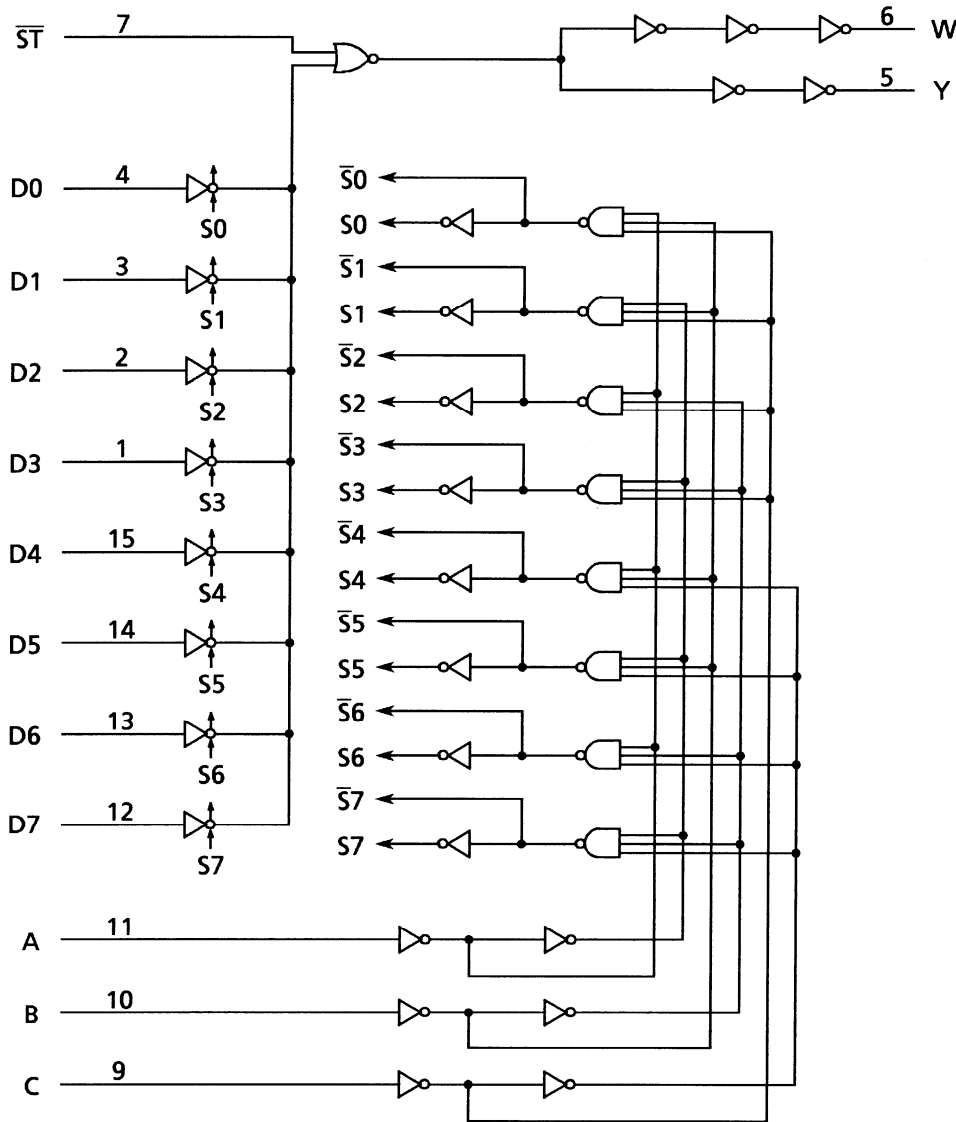 S̅T̅ 7 6 W
5 Y
D0 4 S̅0
S0 S0
D1 3 S̅1
S1 S1
D2 2 S̅2
S2 S2
D3 1 S̅3
S3 S3
D4 15 S̅4
S4 S4
D5 14 S̅5
S5 S5
D6 13 S̅6
S6 S6
D7 12 S̅7
S7 S7
A 11
B 10
C 9